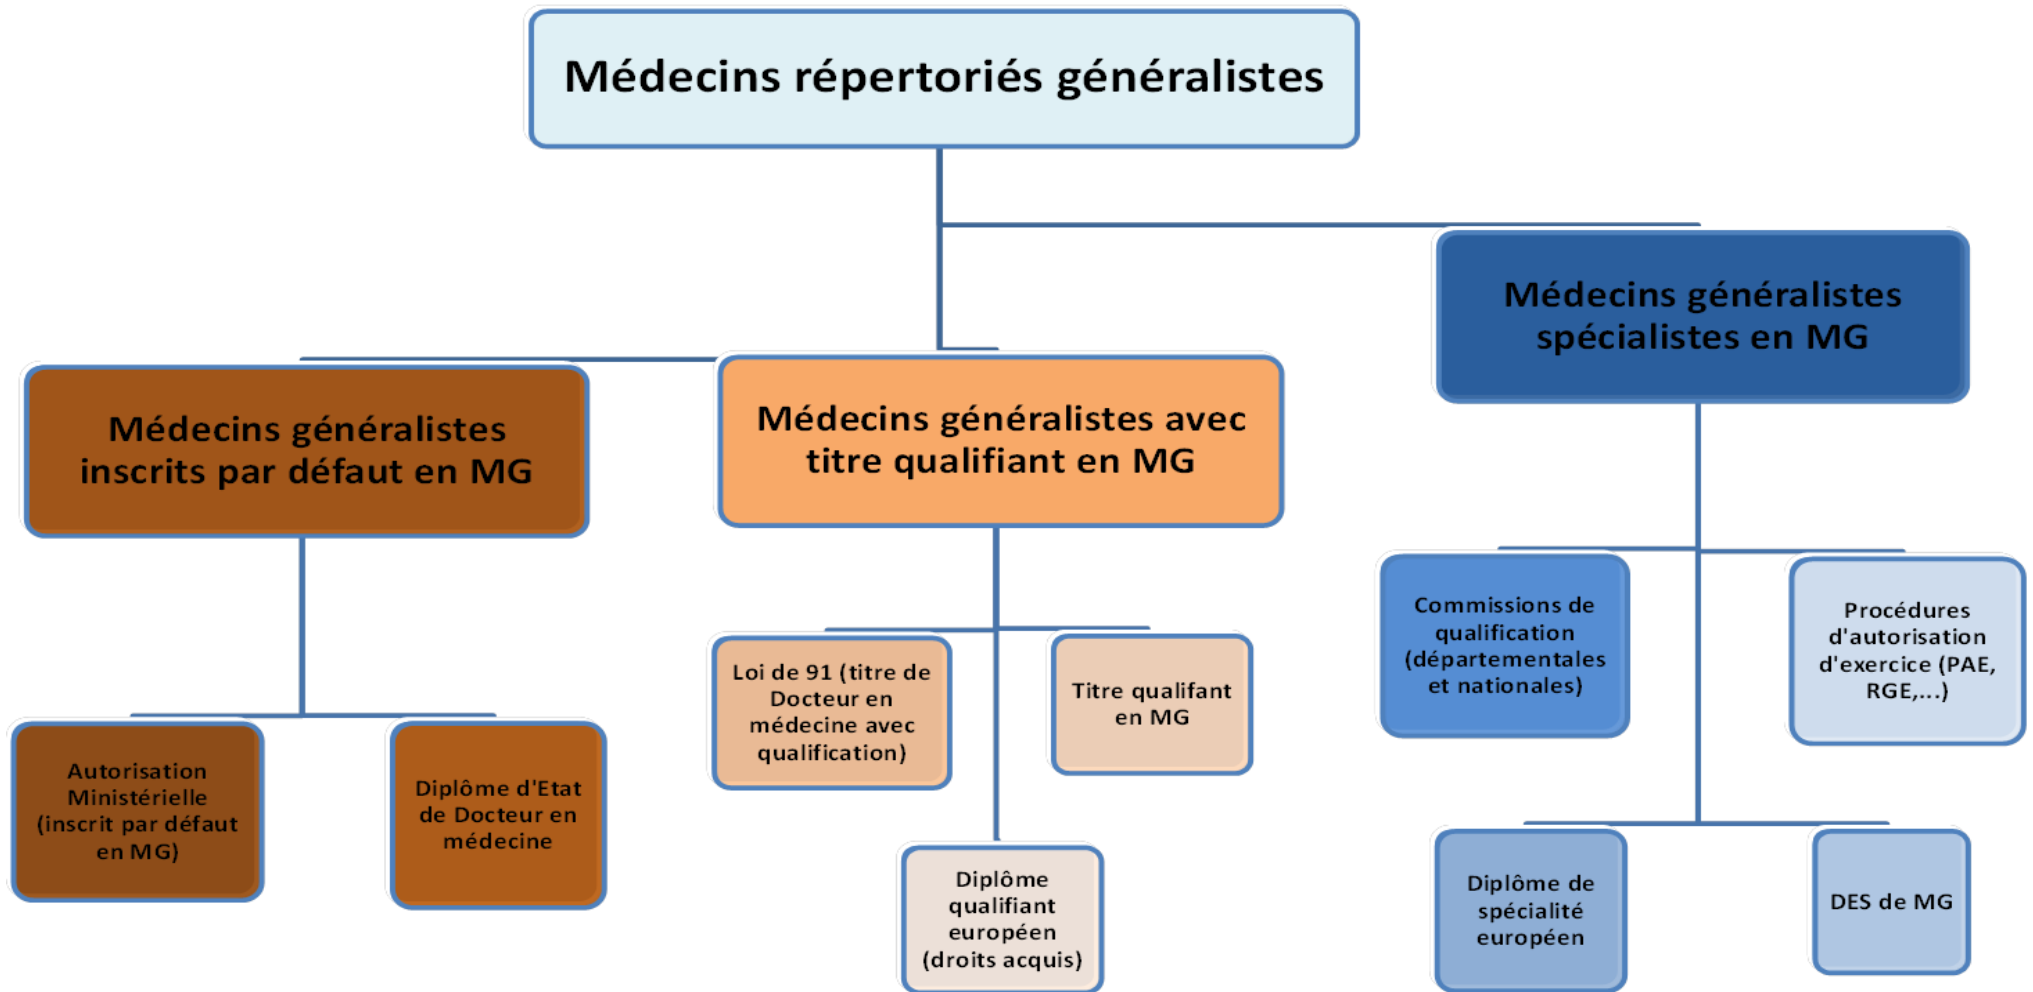 Médecins répertoriés généralistes
Médecins généralistes
spécialistes en MG
Médecins généralistes
inscrits par défaut en MG
Médecins généralistes avec
titre qualifiant en MG
Commissions de
qualification
(départementales
et nationales)
Procédures
d'autorisation
d'exercice (PAE,
RGE,...)
Loi de 91 (titre de
Docteur en
médecine avec
qualification)
Titre qualifant
en MG
Autorisation
Ministérielle
(inscrit par défaut
en MG)
Diplôme d'Etat
de Docteur en
médecine
Diplôme
qualifiant
européen
(droits acquis)
Diplôme de
spécialité
européen
DES de MG